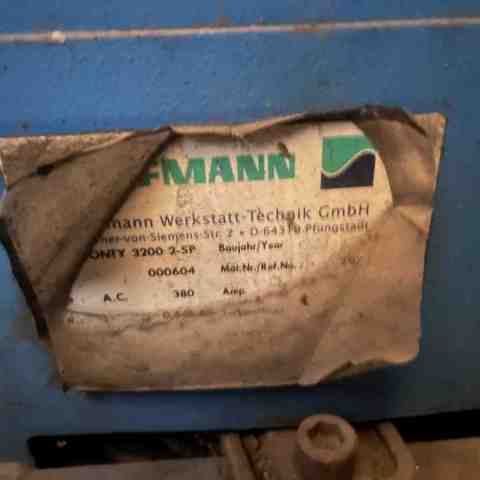 FMANN
mann Werkstatt-Technik GmbH
ner-von-Siemens-Str. 2 • D-64319 Pfungstadt
ONTY 3200 2-SP Baujahr/Year
000604 Mat.Nr./Ref.No.
A.C. 380 Amp.